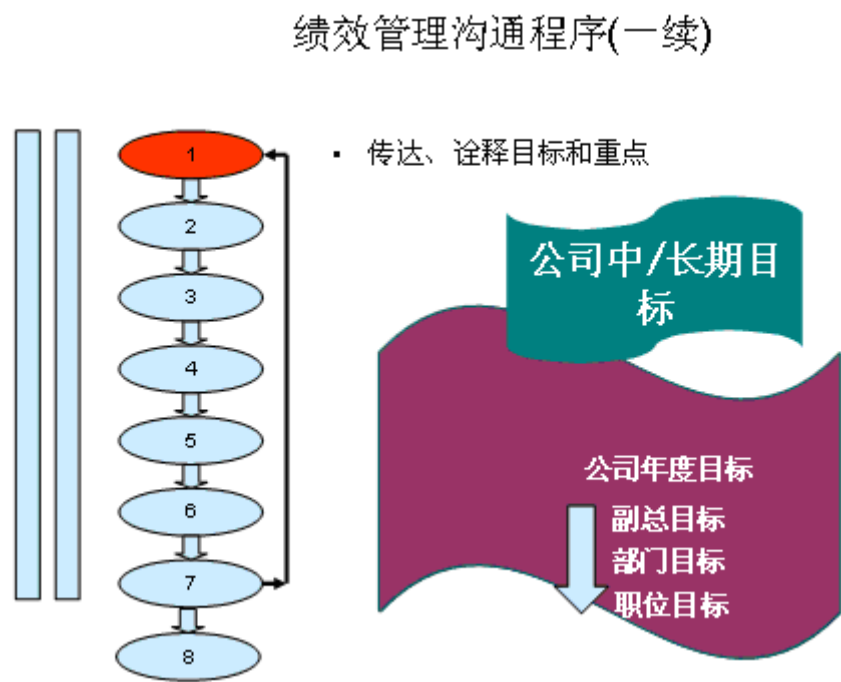 绩效管理沟通程序(一续)
1
▪ 传达、诠释目标和重点
2
公司中/长期目
标
3
4
5
公司年度目标
6
副总目标
部门目标
7
职位目标
8